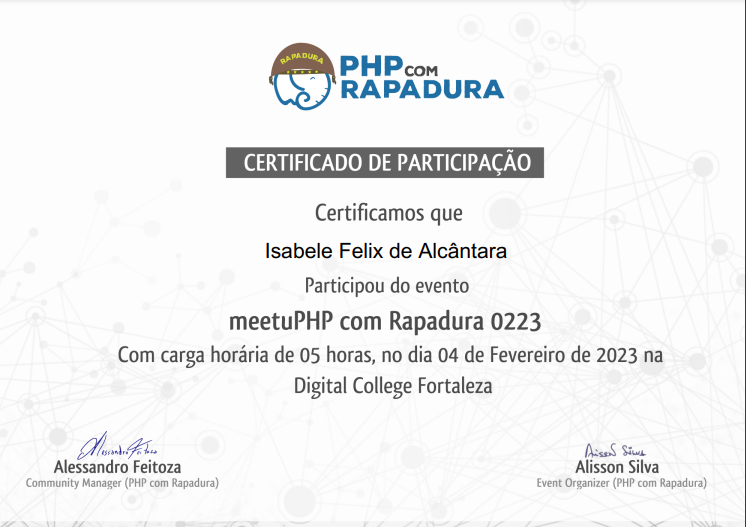 RAPADURA
PHP COM
RAPADURA
CERTIFICADO DE PARTICIPAÇÃO
Certificamos que
Isabele Felix de Alcântara
Participou do evento
meetuPHP com Rapadura 0223
Com carga horária de 05 horas, no dia 04 de Fevereiro de 2023 na
Digital College Fortaleza
Alessandro Feitoza
Alessandro Feitoza
Community Manager (PHP com Rapadura)
Alisson Silva
Alisson Silva
Event Organizer (PHP com Rapadura)